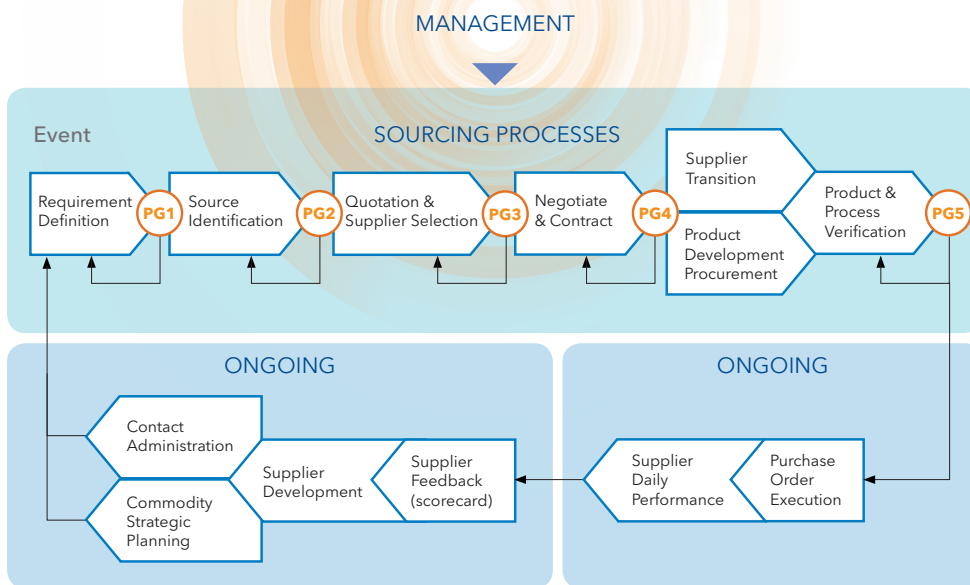 MANAGEMENT
Event
SOURCING PROCESSES
Requirement
Definition
PG1
Source
Identification
PG2
Quotation &
Supplier Selection
PG3
Negotiate
& Contract
PG4
Supplier
Transition
Product
Development
Procurement
Product &
Process
Verification
PG5
ONGOING
Contact
Administration
Commodity
Strategic
Planning
Supplier
Development
Supplier
Feedback
(scorecard)
ONGOING
Supplier
Daily
Performance
Purchase
Order
Execution